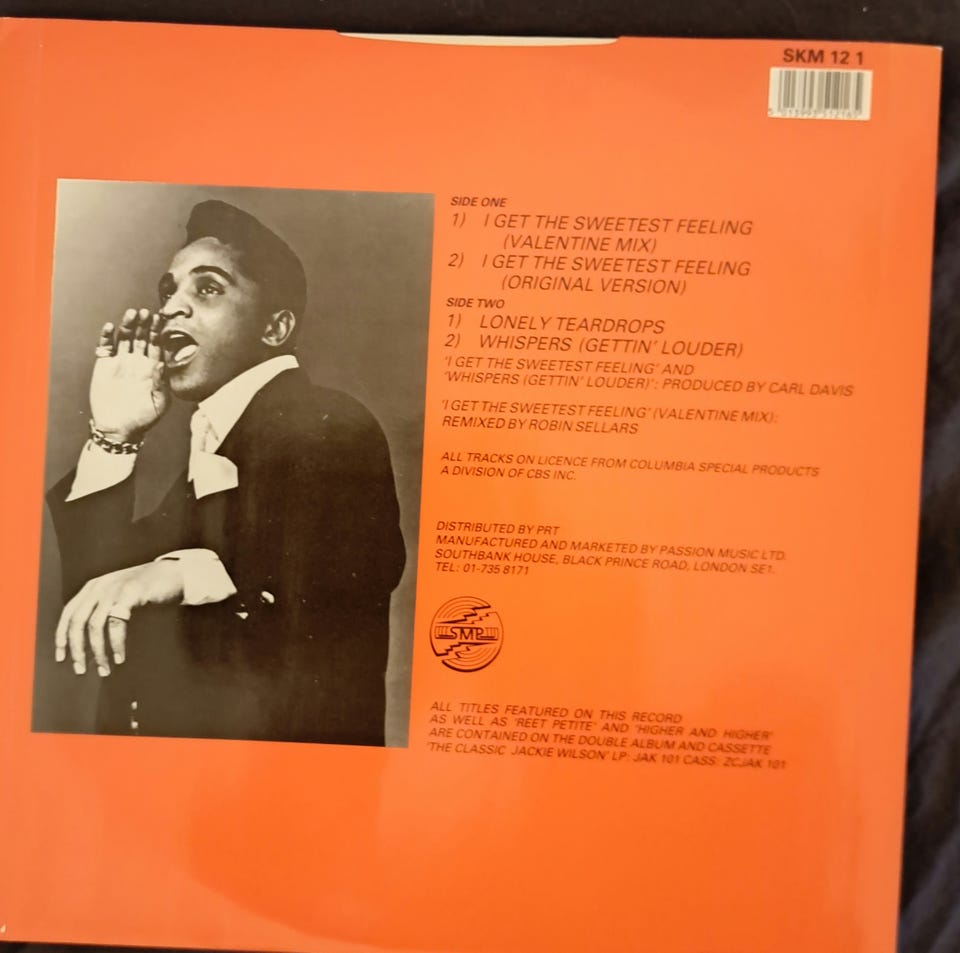 SKM 12 1
SIDE ONE
1) I GET THE SWEETEST FEELING
(VALENTINE MIX)
2) I GET THE SWEETEST FEELING
(ORIGINAL VERSION)
SIDE TWO
1) LONELY TEARDROPS
2) WHISPERS (GETTIN' LOUDER)
'I GET THE SWEETEST FEELING' AND
'WHISPERS (GETTIN' LOUDER)': PRODUCED BY CARL DAVIS
'I GET THE SWEETEST FEELING' (VALENTINE MIX):
REMIXED BY ROBIN SELLARS
ALL TRACKS ON LICENCE FROM COLUMBIA SPECIAL PRODUCTS
A DIVISION OF CBS INC.
DISTRIBUTED BY PRT
MANUFACTURED AND MARKETED BY PASSION MUSIC LTD.
SOUTHBANK HOUSE, BLACK PRINCE ROAD, LONDON SE1.
TEL: 01-735 8171
SMP
ALL TITLES FEATURED ON THIS RECORD
AS WELL AS 'REET PETITE' AND 'HIGHER AND HIGHER'
ARE CONTAINED ON THE DOUBLE ALBUM AND CASSETTE
'THE CLASSIC JACKIE WILSON' LP: JAK 101 CASS: ZCJAK 101